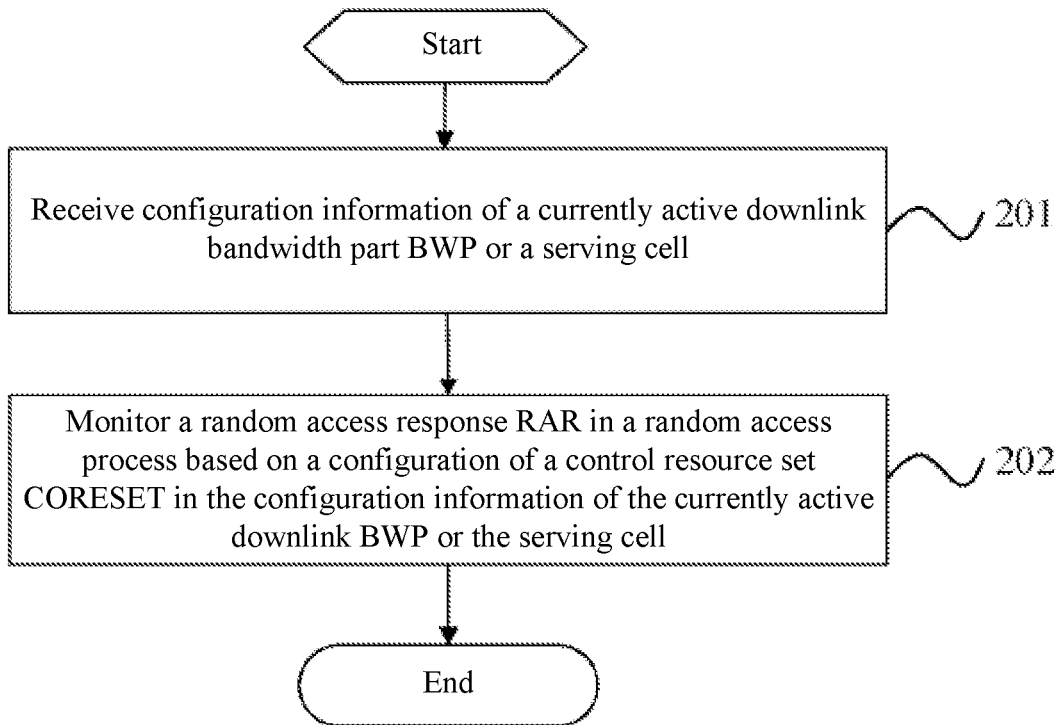 Start
Receive configuration information of a currently active downlink
bandwidth part BWP or a serving cell
201
Monitor a random access response RAR in a random access
process based on a configuration of a control resource set
CORESET in the configuration information of the currently active
downlink BWP or the serving cell
202
End